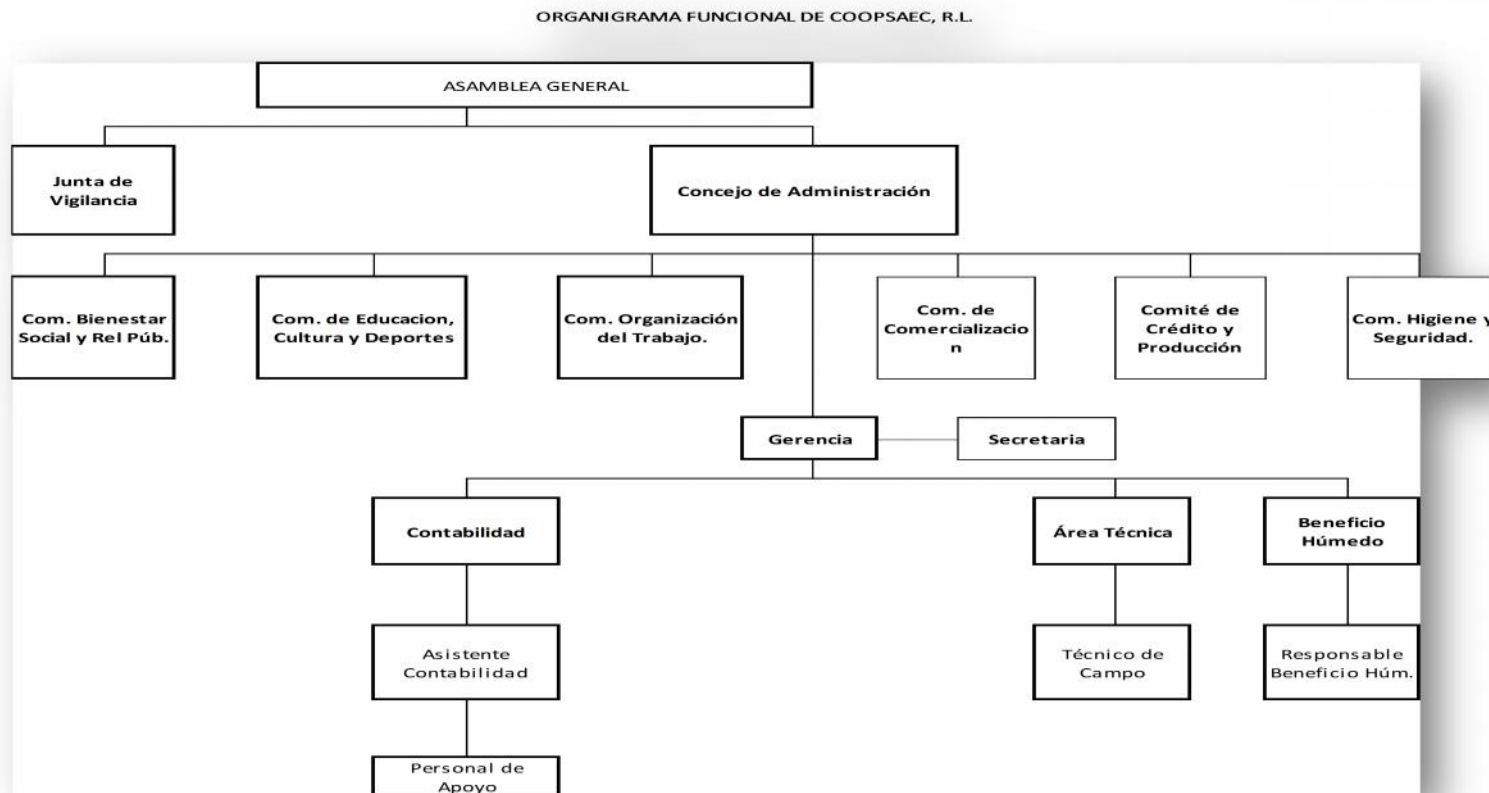 ORGANIGRAMA FUNCIONAL DE COOPSAEC, R.L.
ASAMBLEA GENERAL
Junta de
Vigilancia
Concejo de Administración
Com. Bienestar
Social y Rel Púb.
Com. de Educacion,
Cultura y Deportes
Com. Organización
del Trabajo.
Com. de
Comercializacio
n
Comité de
Crédito y
Producción
Com. Higiene y
Seguridad.
Gerencia
Secretaria
Contabilidad
Área Técnica
Beneficio
Húmedo
Asistente
Contabilidad
Técnico de
Campo
Responsable
Beneficio Húm.
Personal de
Apoyo